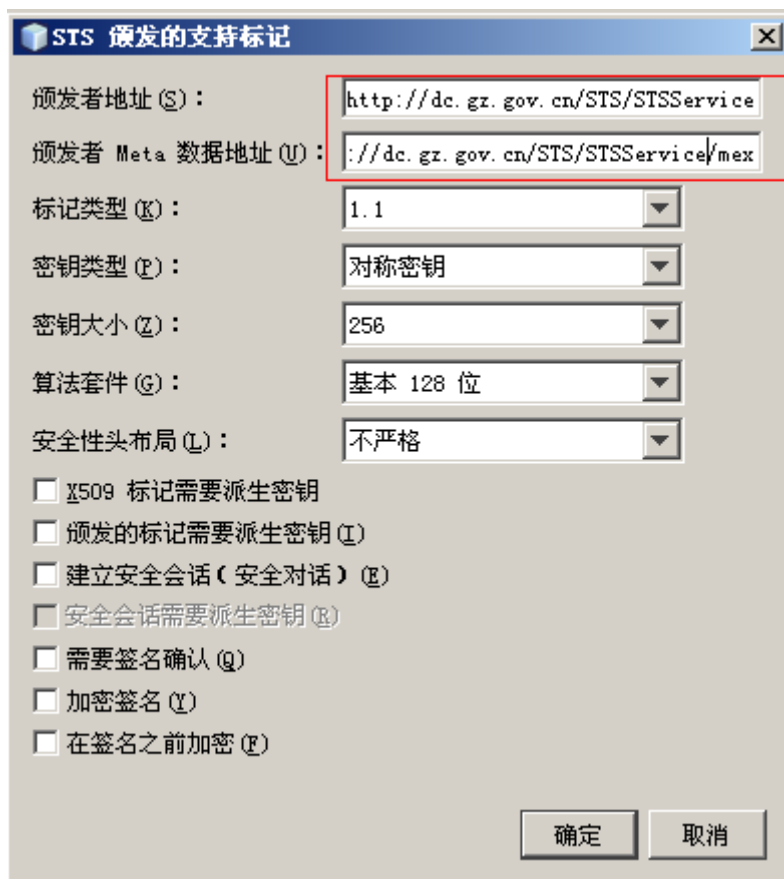 STS 颁发的支持标记
颁发者地址(S)： http://dc.gz.gov.cn/STS/STSService
颁发者 Meta 数据地址(U)： ://dc.gz.gov.cn/STS/STSService/mex
标记类型(K)： 1.1
密钥类型(P)： 对称密钥
密钥大小(Z)： 256
算法套件(G)： 基本 128 位
安全性头布局(L)： 不严格
X509 标记需要派生密钥
颁发的标记需要派生密钥(I)
建立安全会话(安全对话)(E)
安全会话需要派生密钥(R)
需要签名确认(Q)
加密签名(Y)
在签名之前加密(F)
确定 取消